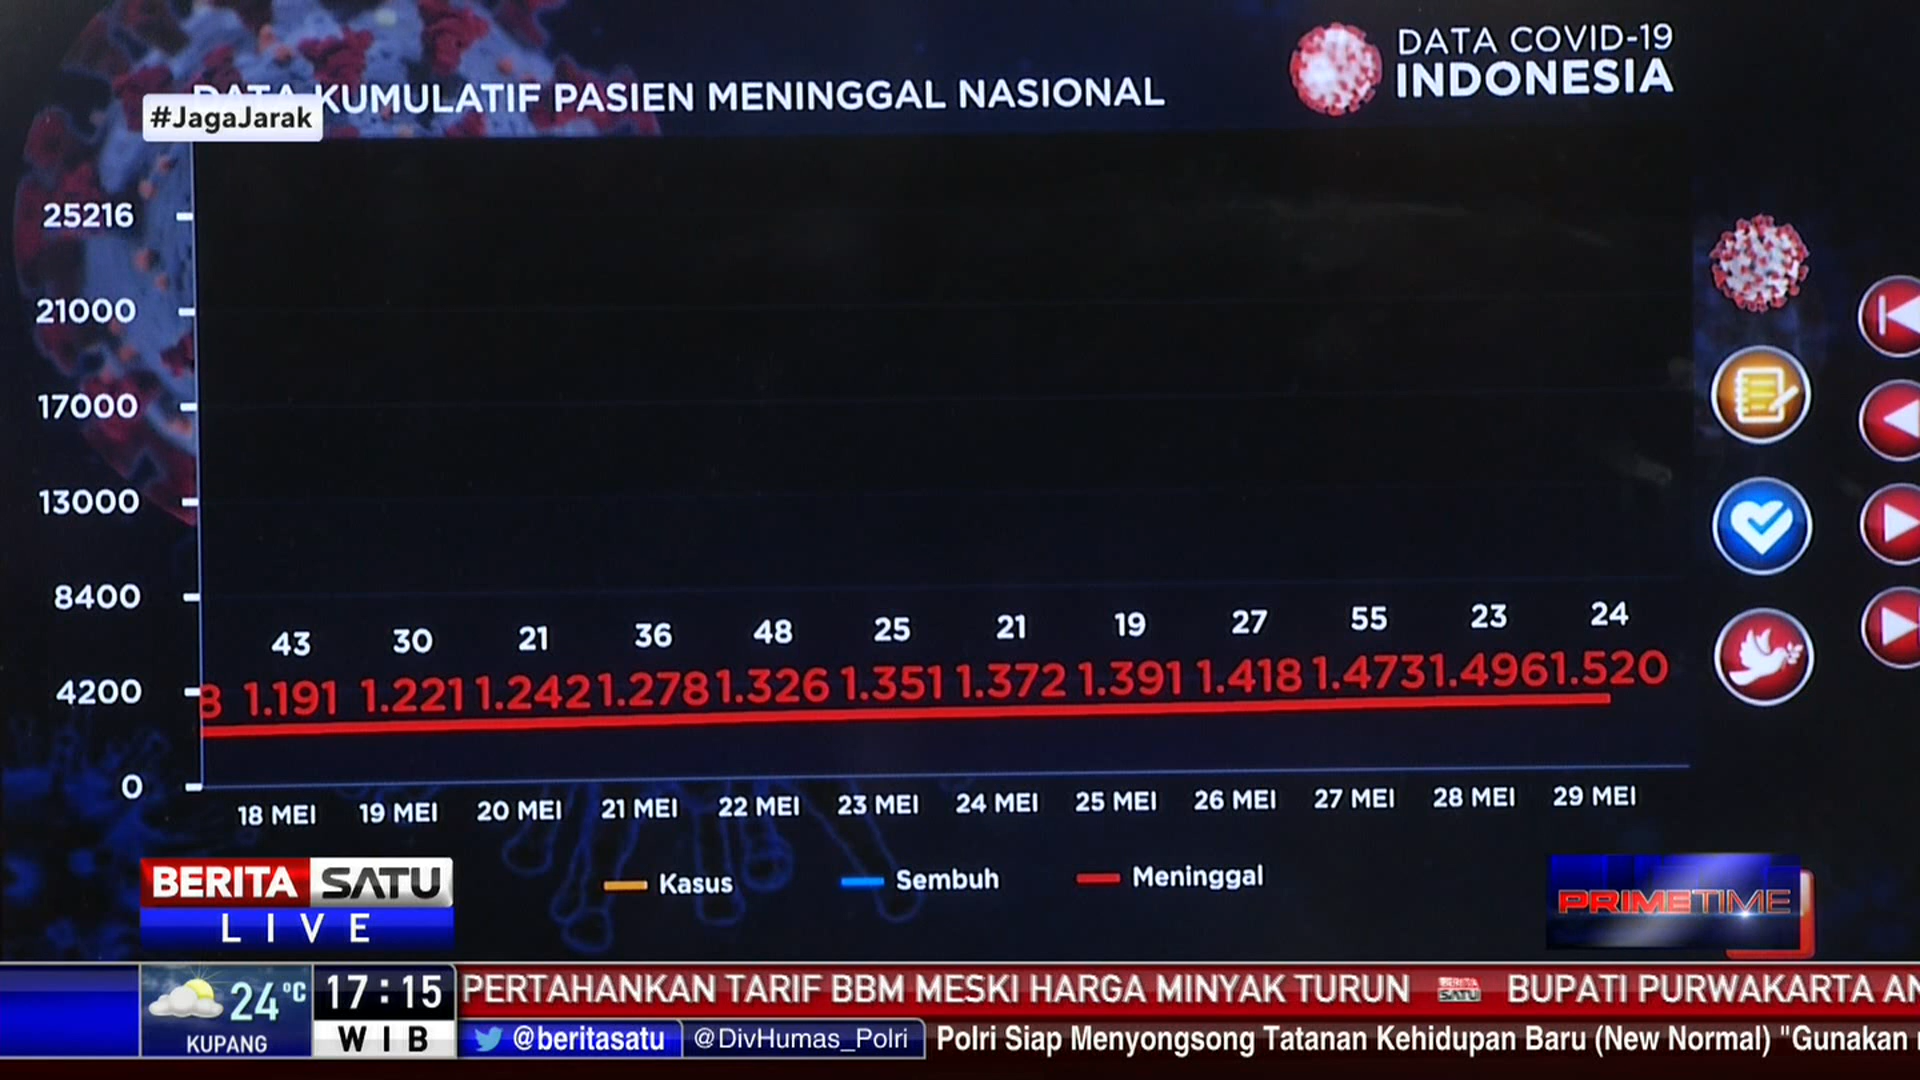 DATA KUMULATIF PASIEN MENINGGAL NASIONAL
#JagaJarak
DATA COVID-19
INDONESIA
25216
21000
17000
13000
8400
4200
0
43 30 21 36 48 25 21 19 27 55 23 24
8 1.191 1.221 1.242 1.278 1.326 1.351 1.372 1.391 1.418 1.473 1.496 1.520
18 MEI 19 MEI 20 MEI 21 MEI 22 MEI 23 MEI 24 MEI 25 MEI 26 MEI 27 MEI 28 MEI 29 MEI
Kasus Sembuh Meninggal
BERITA SATU
LIVE
PRIMETIME
24°C
KUPANG
17:15
WIB
PERTAHANKAN TARIF BBM MESKI HARGA MINYAK TURUN BERITA SATU BUPATI PURWAKARTA AN
@beritasatu @DivHumas_Polri Polri Siap Menyongsong Tatanan Kehidupan Baru (New Normal) "Gunakan